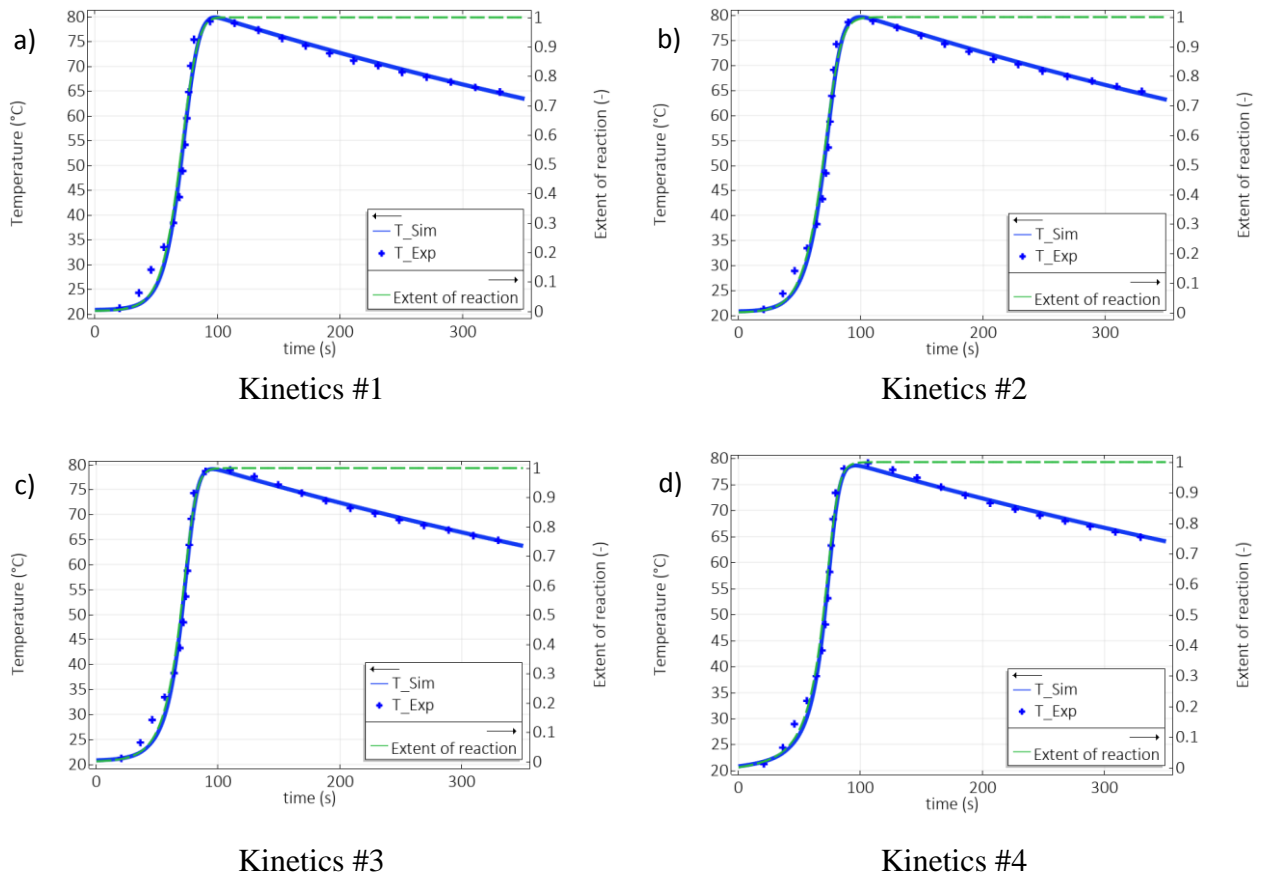 a)
80
75
70
65
60
55
50
45
40
35
30
25
20
Temperature (°C)
1
0.9
0.8
0.7
0.6
0.5
0.4
0.3
0.2
0.1
0
Extent of reaction (-)
T_Sim
T_Exp
Extent of reaction
0 100 200 300
time (s)
Kinetics #1
b)
80
75
70
65
60
55
50
45
40
35
30
25
20
Temperature (°C)
1
0.9
0.8
0.7
0.6
0.5
0.4
0.3
0.2
0.1
0
Extent of reaction (-)
T_Sim
T_Exp
Extent of reaction
0 100 200 300
time (s)
Kinetics #2
c)
80
75
70
65
60
55
50
45
40
35
30
25
20
Temperature (°C)
1
0.9
0.8
0.7
0.6
0.5
0.4
0.3
0.2
0.1
0
Extent of reaction (-)
T_Sim
T_Exp
Extent of reaction
0 100 200 300
time (s)
Kinetics #3
d)
80
75
70
65
60
55
50
45
40
35
30
25
20
Temperature (°C)
1
0.9
0.8
0.7
0.6
0.5
0.4
0.3
0.2
0.1
0
Extent of reaction (-)
T_Sim
T_Exp
Extent of reaction
0 100 200 300
time (s)
Kinetics #4